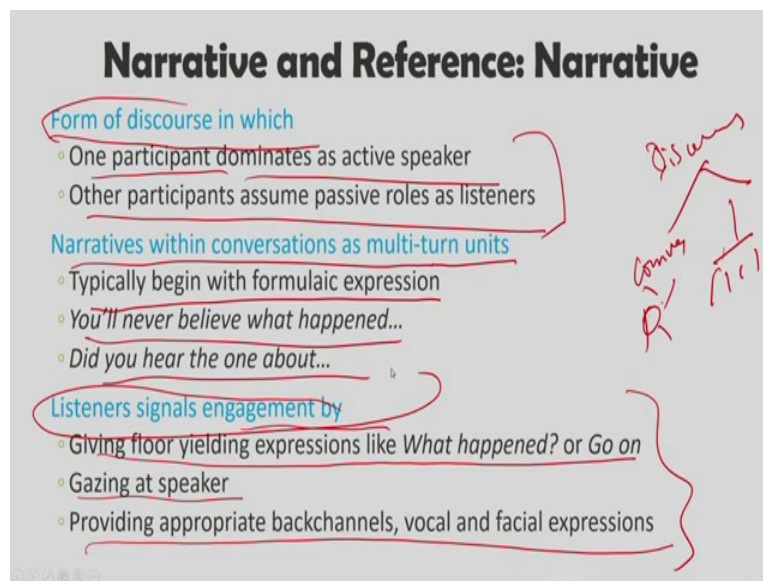 Narrative and Reference: Narrative
Form of discourse in which
◦ One participant dominates as active speaker
◦ Other participants assume passive roles as listeners
Narratives within conversations as multi-turn units
◦ Typically begin with formulaic expression
◦ You'll never believe what happened...
◦ Did you hear the one about...
Listeners signals engagement by
◦ Giving floor yielding expressions like What happened? or Go on
◦ Gazing at speaker
◦ Providing appropriate backchannels, vocal and facial expressions